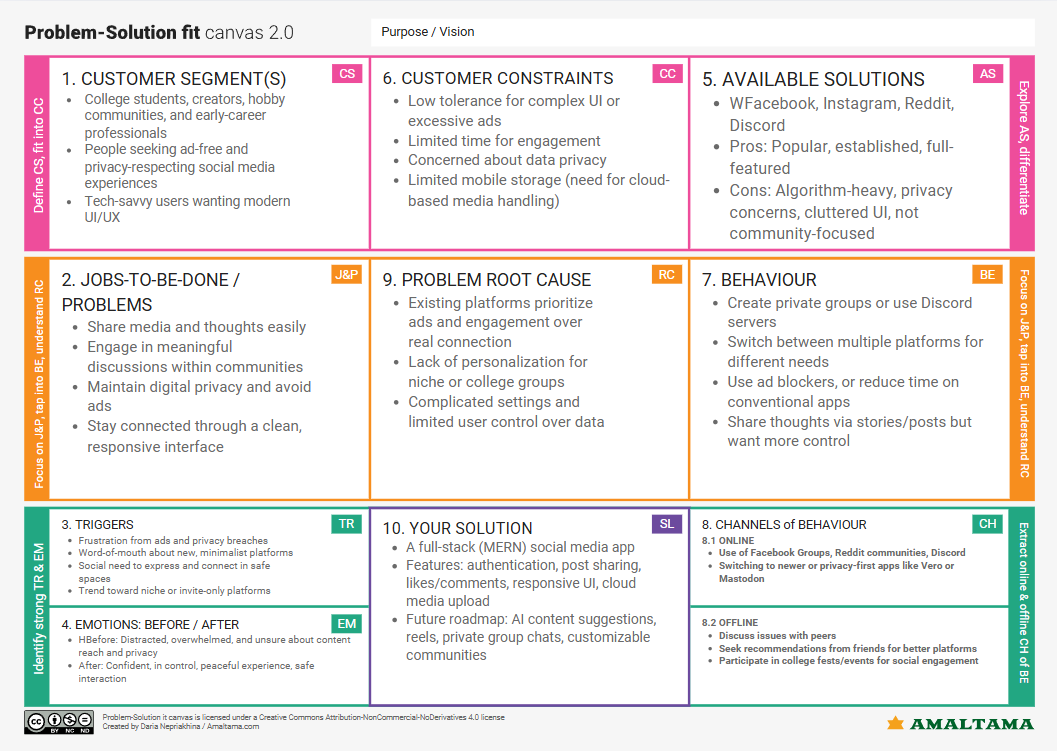 Problem-Solution fit canvas 2.0
Purpose / Vision
Define CS, fit into CC
1. CUSTOMER SEGMENT(S)
CS
College students, creators, hobby
communities, and early-career
professionals
People seeking ad-free and
privacy-respecting social media
experiences
Tech-savvy users wanting modern
UI/UX
6. CUSTOMER CONSTRAINTS
CC
Low tolerance for complex UI or
excessive ads
Limited time for engagement
Concerned about data privacy
Limited mobile storage (need for cloud-
based media handling)
5. AVAILABLE SOLUTIONS
AS
WFacebook, Instagram, Reddit,
Discord
Pros: Popular, established, full-
featured
Cons: Algorithm-heavy, privacy
concerns, cluttered UI, not
community-focused
Explore AS, differentiate
Focus on J&P, tap into BE, understand RC
2. JOBS-TO-BE-DONE /
PROBLEMS
J&P
Share media and thoughts easily
Engage in meaningful
discussions within communities
Maintain digital privacy and avoid
ads
Stay connected through a clean,
responsive interface
9. PROBLEM ROOT CAUSE
RC
Existing platforms prioritize
ads and engagement over
real connection
Lack of personalization for
niche or college groups
Complicated settings and
limited user control over data
7. BEHAVIOUR
BE
Create private groups or use Discord
servers
Switch between multiple platforms for
different needs
Use ad blockers, or reduce time on
conventional apps
Share thoughts via stories/posts but
want more control
Focus on J&P, tap into BE, understand RC
Identify strong TR & EM
3. TRIGGERS
TR
Frustration from ads and privacy breaches
Word-of-mouth about new, minimalist platforms
Social need to express and connect in safe
spaces
Trend toward niche or invite-only platforms
4. EMOTIONS: BEFORE / AFTER
EM
HBefore: Distracted, overwhelmed, and unsure about content
reach and privacy
After: Confident, in control, peaceful experience, safe
interaction
10. YOUR SOLUTION
SL
A full-stack (MERN) social media app
Features: authentication, post sharing,
likes/comments, responsive UI, cloud
media upload
Future roadmap: AI content suggestions,
reels, private group chats, customizable
communities
8. CHANNELS of BEHAVIOUR
CH
8.1 ONLINE
Use of Facebook Groups, Reddit communities, Discord
Switching to newer or privacy-first apps like Vero or
Mastodon
8.2 OFFLINE
Discuss issues with peers
Seek recommendations from friends for better platforms
Participate in college fests/events for social engagement
Extract online & offline CH of BE
CC
BY NC ND
Problem-Solution it canvas is licensed under a Creative Commons Attribution-NonCommercial-NoDerivatives 4.0 license
Created by Daria Nepriakhina / Amaltama.com
AMALTAMA